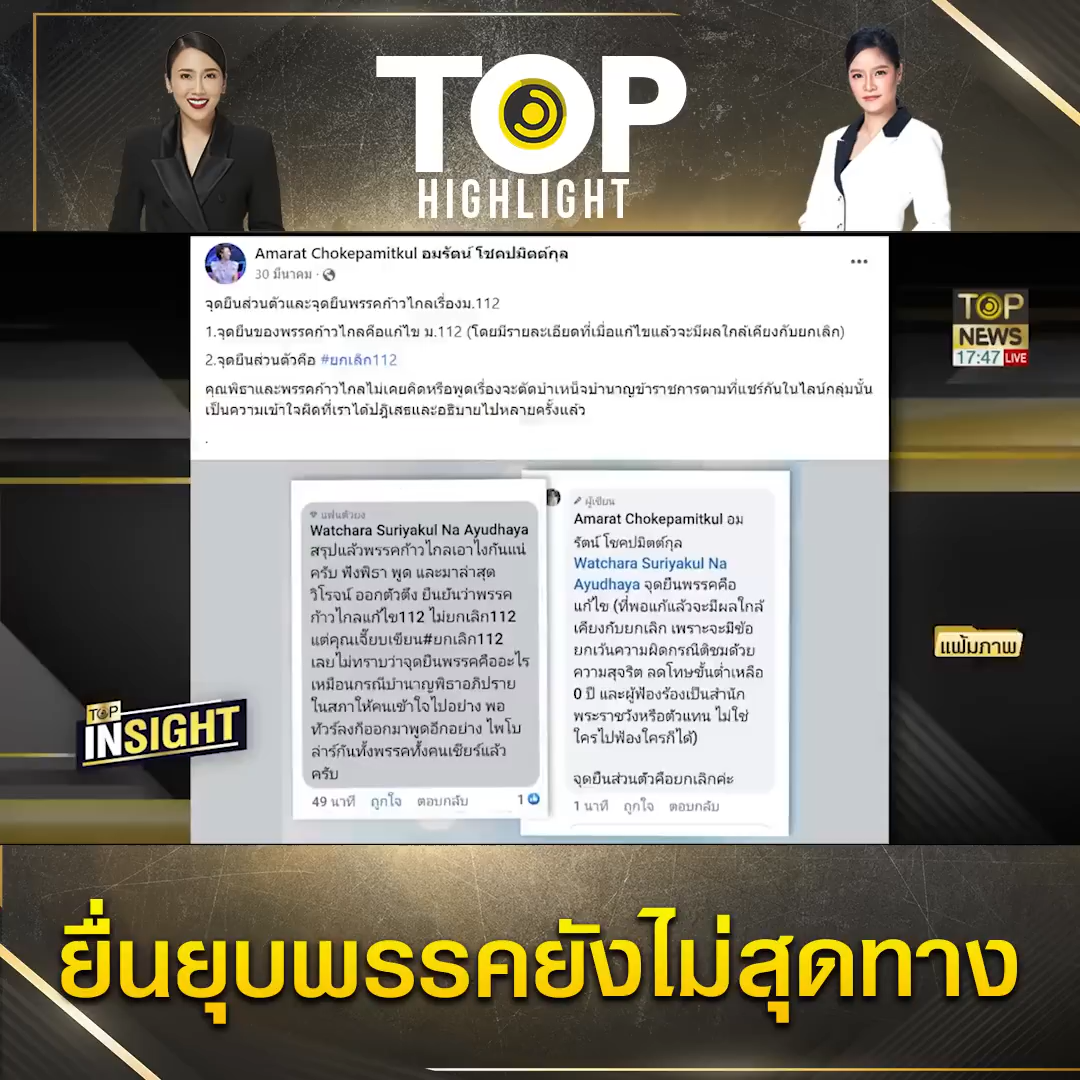 TOP
HIGHLIGHT
Amarat Chokepamitkul อมรัตน์ โชคปมิตต์กุล
30 มีนาคม ·
จุดยืนส่วนตัวและจุดยืนพรรคก้าวไกลเรื่องม.112
1.จุดยืนของพรรคก้าวไกลคือแก้ไข ม.112 (โดยมีรายละเอียดที่เมื่อแก้ไขแล้วจะมีผลใกล้เคียงกับยกเลิก)
2.จุดยืนส่วนตัวคือ #ยกเลิก112
คุณพิธาและพรรคก้าวไกลไม่เคยคิดหรือพูดเรื่องจะตัดบำเหน็จบำนาญข้าราชการตามที่แชร์กันในไลน์กลุ่มนั้น
เป็นความเข้าใจผิดที่เราได้ปฎิเสธและอธิบายไปหลายครั้งแล้ว
.
TOP
NEWS
17:47 LIVE
แฟนตัวยง
Watchara Suriyakul Na Ayudhaya
สรุปแล้วพรรคก้าวไกลเอาไงกันแน่
ครับ ฟังพิธา พูด และมาล่าสุด
วิโรจน์ ออกตัวตึง ยืนยันว่าพรรค
ก้าวไกลแก้ไข112 ไม่ยกเลิก112
แต่คุณเจี๊ยบเขียน#ยกเลิก112
เลยไม่ทราบว่าจุดยืนพรรคคืออะไร
เหมือนกรณีบำนาญพิธาอภิปราย
ในสภาให้คนเข้าใจไปอย่าง พอ
ทัวร์ลงก็ออกมาพูดอีกอย่าง ไพโบ
ล่าร์กันทั้งพรรคทั้งคนเชียร์แล้ว
ครับ
49 นาที ถูกใจ ตอบกลับ 1
ผู้เขียน
Amarat Chokepamitkul อม
รัตน์ โชคปมิตต์กุล
Watchara Suriyakul Na
Ayudhaya จุดยืนพรรคคือ
แก้ไข (ที่พอแก้แล้วจะมีผลใกล้
เคียงกับยกเลิก เพราะจะมีข้อ
ยกเว้นความผิดกรณีติชมด้วย
ความสุจริต ลดโทษขั้นต่ำเหลือ
0 ปี และผู้ฟ้องร้องเป็นสำนัก
พระราชวังหรือตัวแทน ไม่ใช่
ใครไปฟ้องใครก็ได้)
จุดยืนส่วนตัวคือยกเลิกค่ะ
1 นาที ถูกใจ ตอบกลับ
แฟ้มภาพ
TOP
INSIGHT
ยื่นยุบพรรคยังไม่สุดทาง